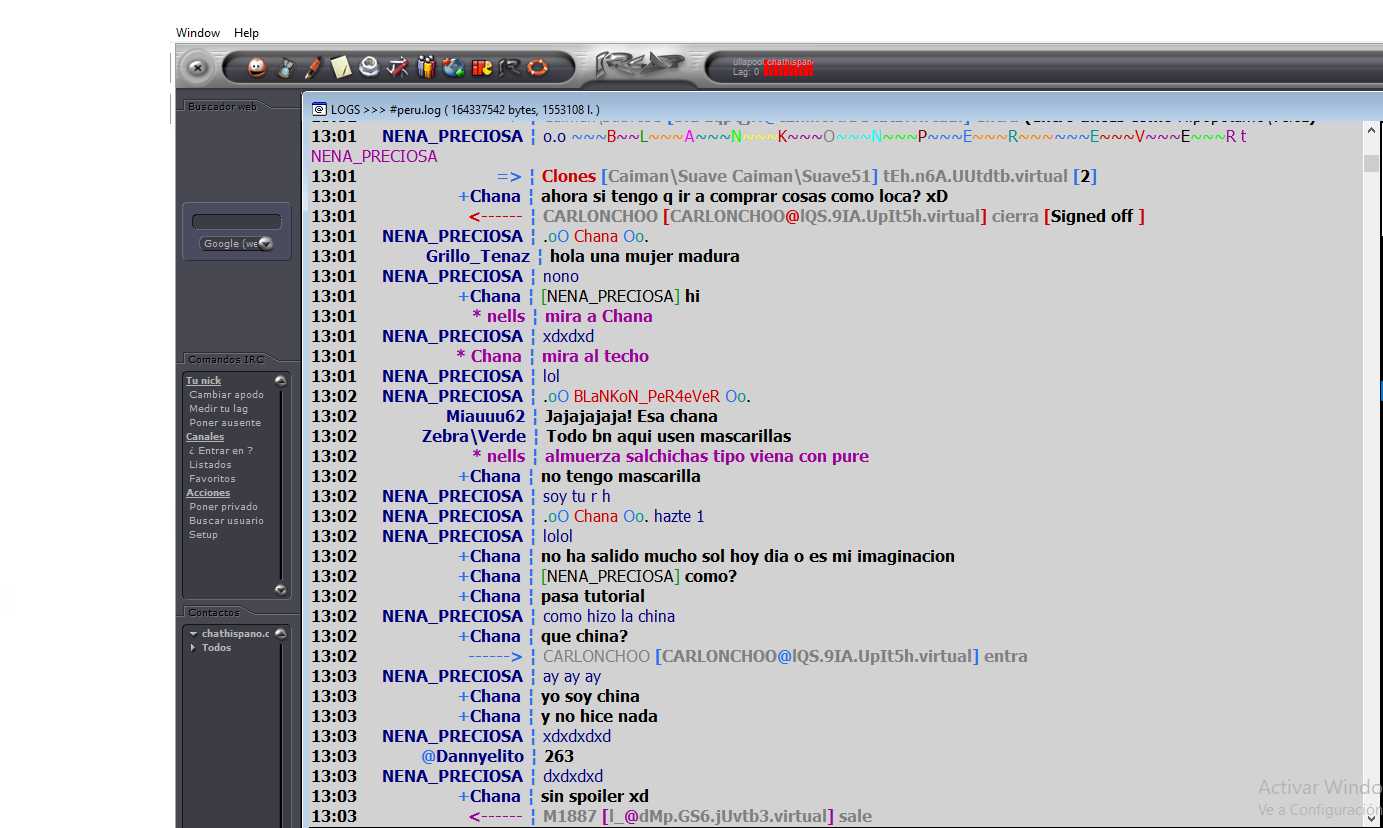 Window Help
ullapool.chathispano
Lag: 0
Buscador web
LOGS >>> #peru.log ( 164337542 bytes, 1553108 l. )
13:01 NENA_PRECIOSA ¦ o.o ~~~B~~L~~~A~~~N~~~K~~~O~~~N~~~P~~~E~~~R~~~~~~E~~~V~~~E~~~R t
NENA_PRECIOSA
13:01 => ¦ Clones [Caiman\Suave Caiman\Suave51] tEh.n6A.UUtdtb.virtual [2]
13:01 +Chana ¦ ahora si tengo q ir a comprar cosas como loca? xD
13:01 <------ ¦ CARLONCHOO [CARLONCHOO@lQS.9IA.UpIt5h.virtual] cierra [Signed off ]
13:01 NENA_PRECIOSA ¦ .oO Chana Oo.
13:01 Grillo_Tenaz ¦ hola una mujer madura
13:01 NENA_PRECIOSA ¦ nono
13:01 +Chana ¦ [NENA_PRECIOSA] hi
13:01 * nells ¦ mira a Chana
13:01 NENA_PRECIOSA ¦ xdxdxd
13:01 * Chana ¦ mira al techo
13:01 NENA_PRECIOSA ¦ lol
13:02 NENA_PRECIOSA ¦ .oO BLaNKoN_PeR4eVeR Oo.
13:02 Miauuu62 ¦ Jajajajaja! Esa chana
13:02 Zebra\Verde ¦ Todo bn aqui usen mascarillas
13:02 * nells ¦ almuerza salchichas tipo viena con pure
13:02 +Chana ¦ no tengo mascarilla
13:02 NENA_PRECIOSA ¦ soy tu r h
13:02 NENA_PRECIOSA ¦ .oO Chana Oo. hazte 1
13:02 NENA_PRECIOSA ¦ lolol
13:02 +Chana ¦ no ha salido mucho sol hoy dia o es mi imaginacion
13:02 +Chana ¦ [NENA_PRECIOSA] como?
13:02 +Chana ¦ pasa tutorial
13:02 NENA_PRECIOSA ¦ como hizo la china
13:02 +Chana ¦ que china?
13:02 ------> ¦ CARLONCHOO [CARLONCHOO@lQS.9IA.UpIt5h.virtual] entra
13:03 NENA_PRECIOSA ¦ ay ay ay
13:03 +Chana ¦ yo soy china
13:03 +Chana ¦ y no hice nada
13:03 NENA_PRECIOSA ¦ xdxdxdxd
13:03 @Dannyelito ¦ 263
13:03 NENA_PRECIOSA ¦ dxdxdxd
13:03 +Chana ¦ sin spoiler xd
13:03 <------ ¦ M1887 [l_@dMp.GS6.jUvtb3.virtual] sale
Google (we
Comandos IRC
Tu nick
Cambiar apodo
Medir tu lag
Poner ausente
Canales
¿ Entrar en ?
Listados
Favoritos
Acciones
Poner privado
Buscar usuario
Setup
Contactos
chathispano.c
Todos
Activar Windo
Ve a Configuración